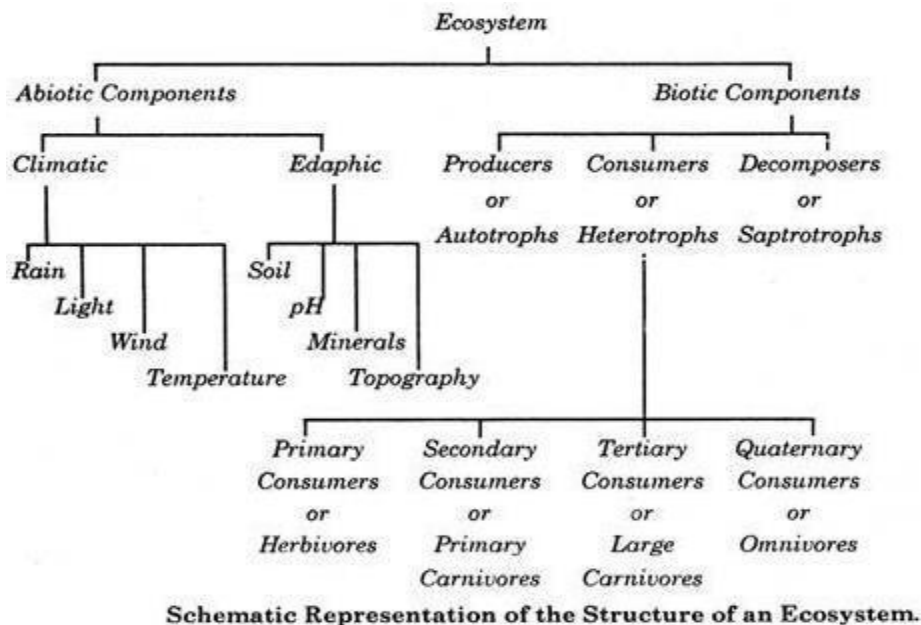 Ecosystem
Abiotic Components Biotic Components
Climatic Edaphic Producers Consumers Decomposers
or or or
Autotrophs Heterotrophs Saptrotrophs
Rain Soil
Light pH
Wind Minerals
Temperature Topography
Primary Secondary Tertiary Quaternary
Consumers Consumers Consumers Consumers
or or or or
Herbivores Primary Large Omnivores
Carnivores Carnivores
Schematic Representation of the Structure of an Ecosystem